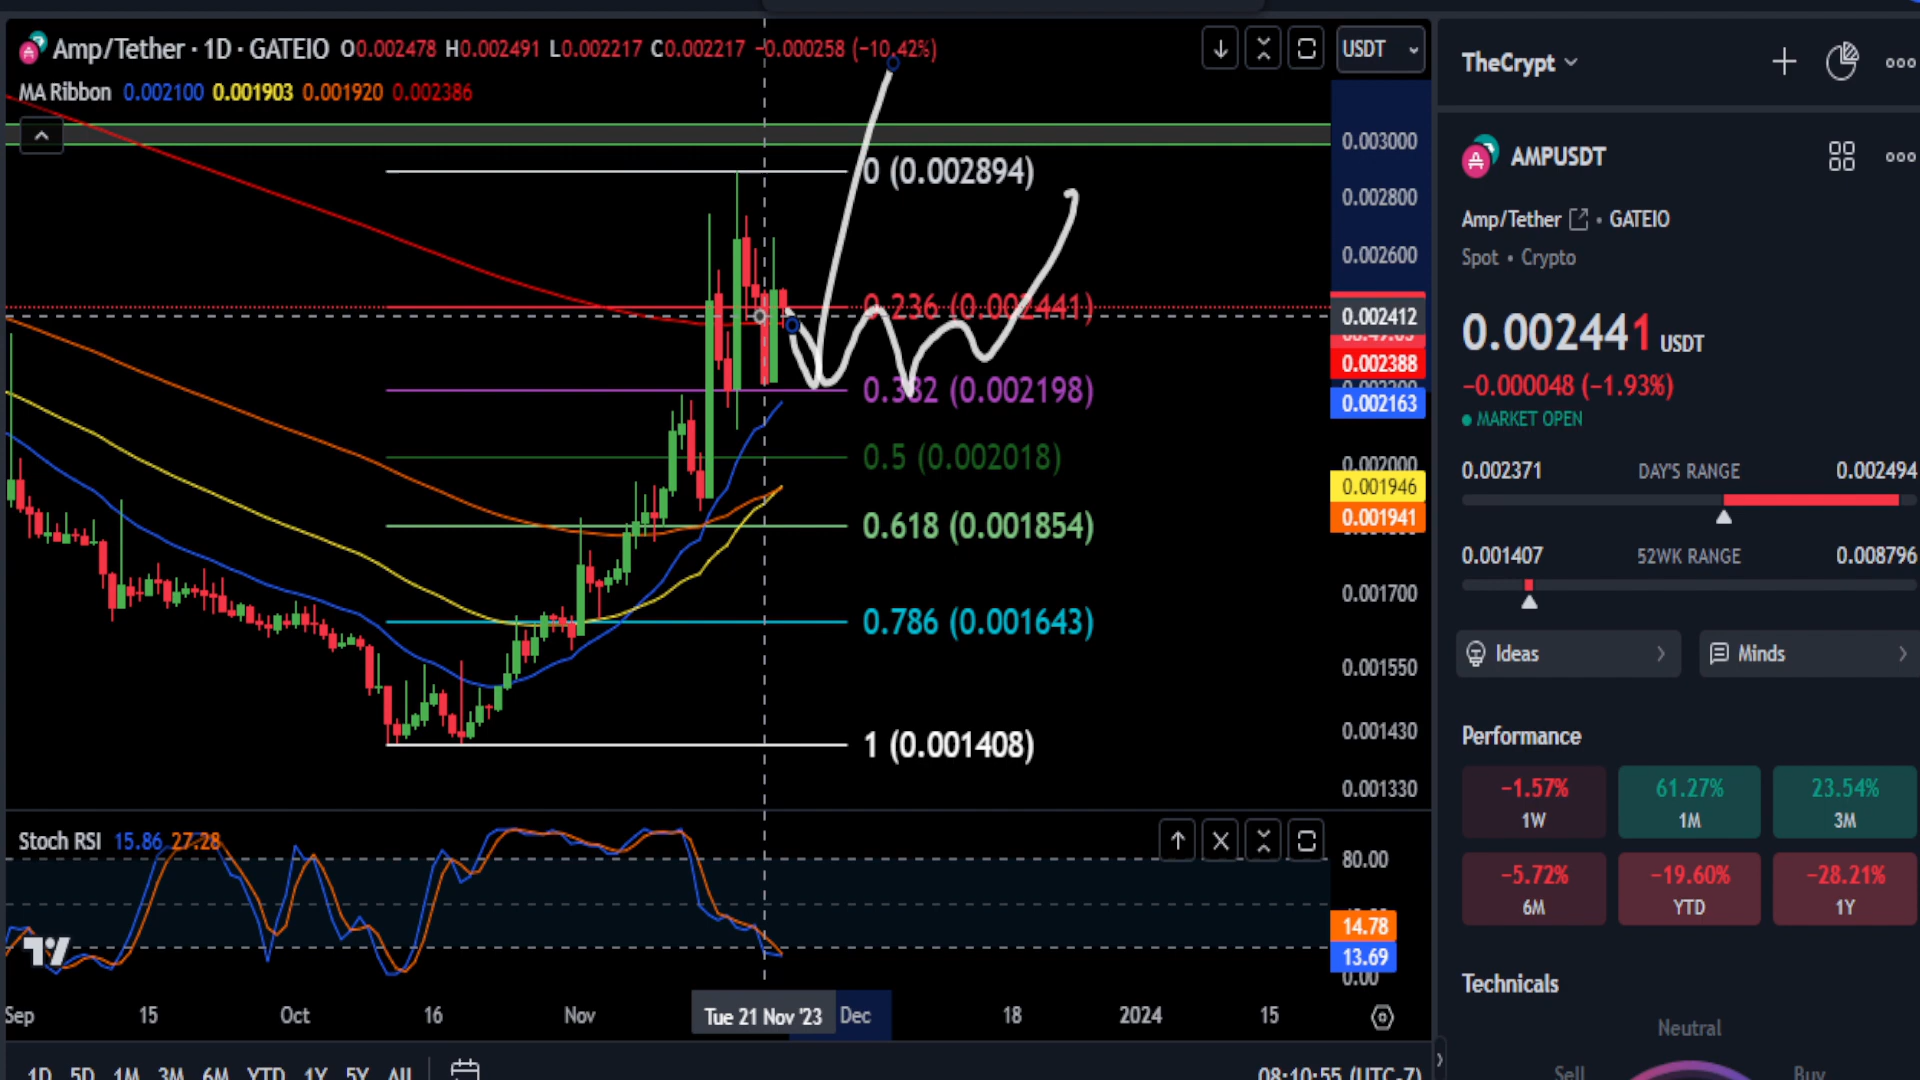 Amp/Tether · 1D · GATEIO O0.002478 H0.002491 L0.002217 C0.002217 −0.000258 (−10.42%)
USDT
MA Ribbon 0.002100 0.001903 0.001920 0.002386
0 (0.002894)
0.236 (0.002441)
0.382 (0.002198)
0.5 (0.002018)
0.618 (0.001854)
0.786 (0.001643)
1 (0.001408)
0.003000
0.002800
0.002600
0.002412
0.002388
0.002163
0.002000
0.001946
0.001941
0.001700
0.001550
0.001430
0.001330
Stoch RSI 15.86 27.28
80.00
14.78
13.69
0.00
Sep 15 Oct 16 Nov Tue 21 Nov '23 Dec 18 2024 15
1D 5D 1M 3M 6M YTD 1Y 5Y All
08:10:55 (UTC-7)
TheCrypt
AMPUSDT
Amp/Tether • GATEIO
Spot • Crypto
0.002441 USDT
−0.000048 (−1.93%)
MARKET OPEN
0.002371 DAY'S RANGE 0.002494
0.001407 52WK RANGE 0.008796
Ideas Minds
Performance
−1.57% 61.27% 23.54%
1W 1M 3M
−5.72% −19.60% −28.21%
6M YTD 1Y
Technicals
Neutral
Sell Buy